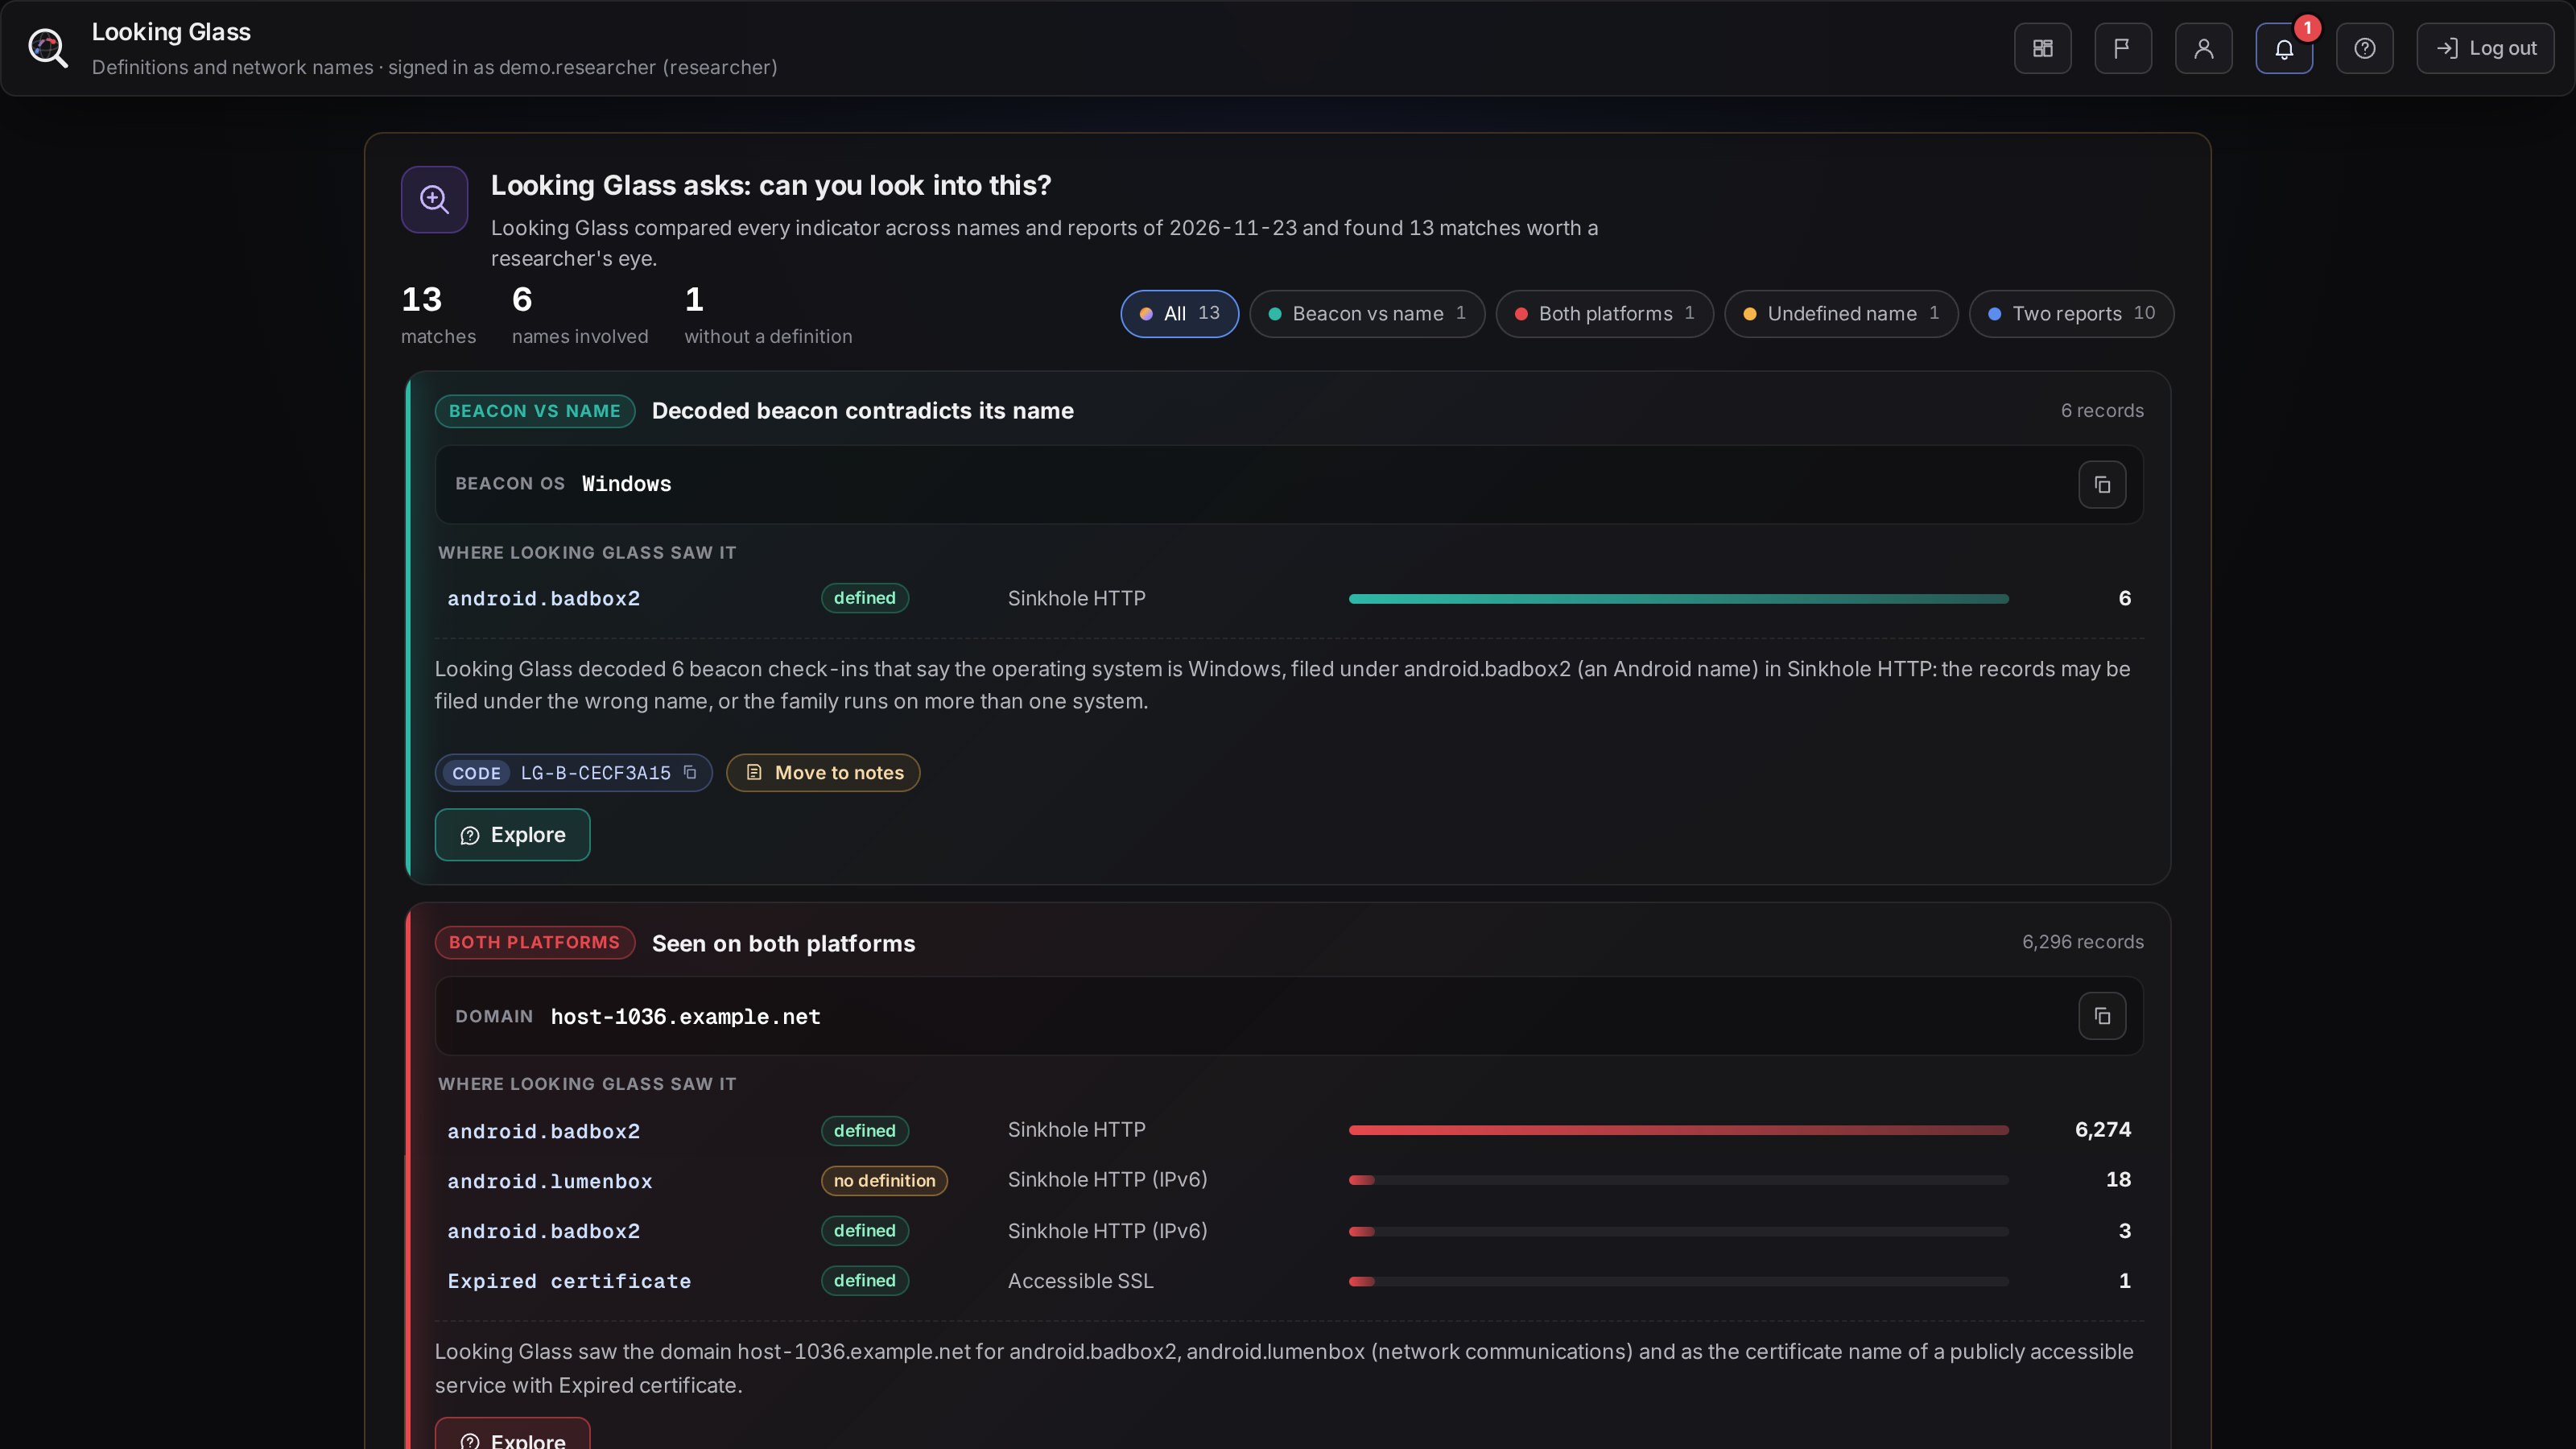 Looking Glass
Definitions and network names · signed in as demo.researcher (researcher)
1
Log out
Looking Glass asks: can you look into this?
Looking Glass compared every indicator across names and reports of 2026-11-23 and found 13 matches worth a
researcher's eye.
13 matches
6 names involved
1 without a definition
All 13
Beacon vs name 1
Both platforms 1
Undefined name 1
Two reports 10
BEACON VS NAME Decoded beacon contradicts its name 6 records
BEACON OS Windows
WHERE LOOKING GLASS SAW IT
android.badbox2 defined Sinkhole HTTP 6
Looking Glass decoded 6 beacon check-ins that say the operating system is Windows, filed under android.badbox2 (an Android name) in Sinkhole HTTP: the records may be
filed under the wrong name, or the family runs on more than one system.
CODE LG-B-CECF3A15 Move to notes
Explore
BOTH PLATFORMS Seen on both platforms 6,296 records
DOMAIN host-1036.example.net
WHERE LOOKING GLASS SAW IT
android.badbox2 defined Sinkhole HTTP 6,274
android.lumenbox no definition Sinkhole HTTP (IPv6) 18
android.badbox2 defined Sinkhole HTTP (IPv6) 3
Expired certificate defined Accessible SSL 1
Looking Glass saw the domain host-1036.example.net for android.badbox2, android.lumenbox (network communications) and as the certificate name of a publicly accessible
service with Expired certificate.
Explore